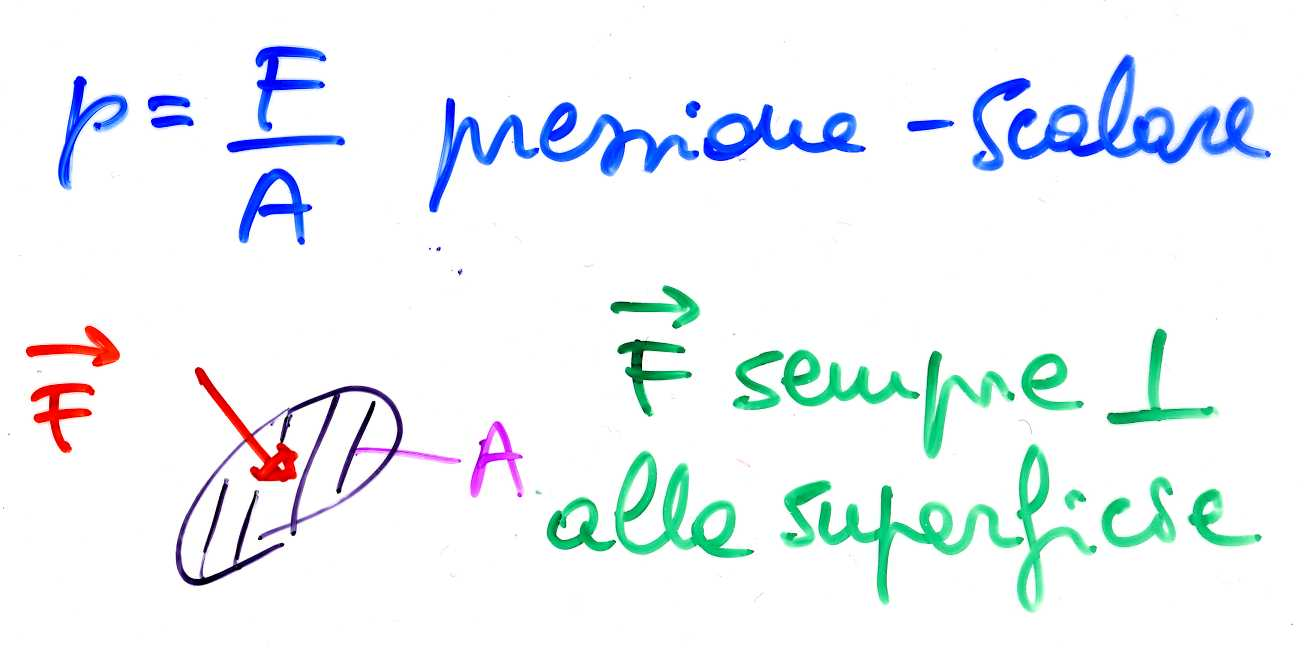 p = F/A pressione - scalare
F⃗
A
F⃗ sempre ⊥
alla superficie